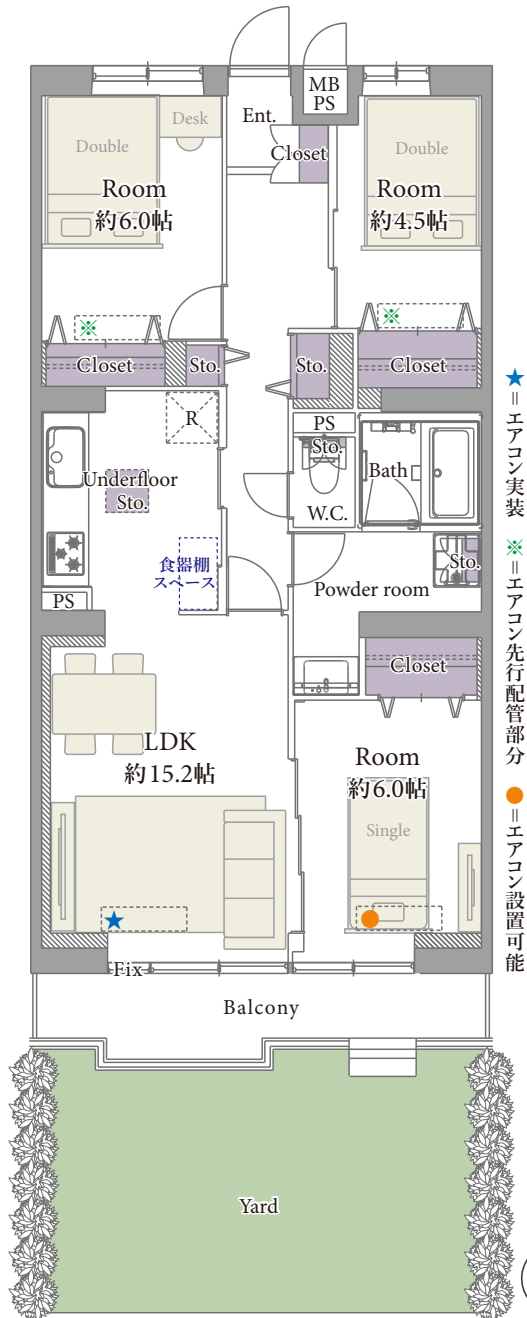 MB
PS
Ent.
Desk
Double
Closet
Double
Room
約6.0帖
Room
約4.5帖
※
※
Closet
Sto.
Sto.
Closet
R
PS
Sto.
Underfloor
Sto.
Bath
W.C.
食器棚
スペース
Sto.
PS
Powder room
Closet
LDK
約15.2帖
Room
約6.0帖
Single
★
●
Fix
Balcony
Yard
★=エアコン実装 ※=エアコン先行配管部分 ●=エアコン設置可能